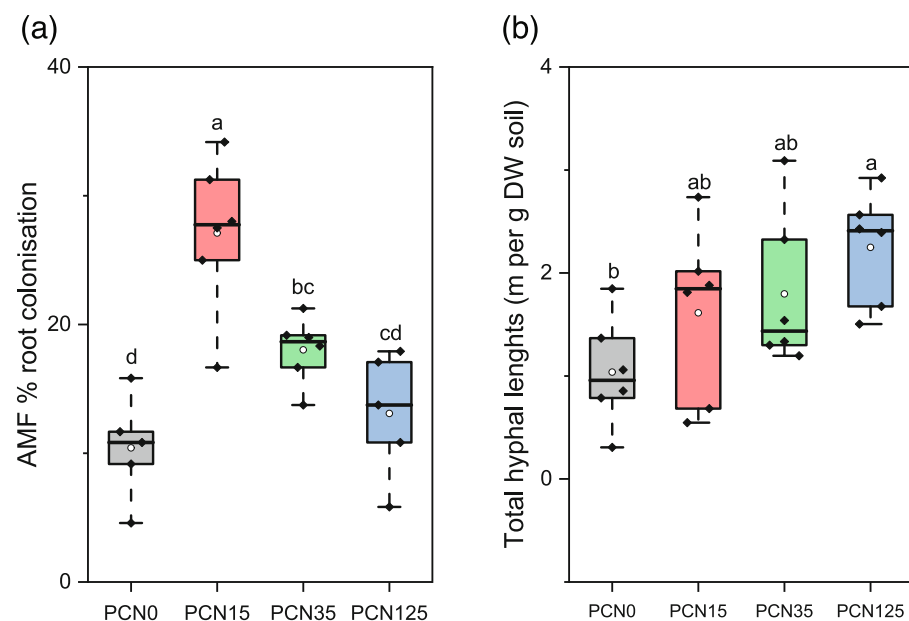 (a)
AMF % root colonisation
40
20
0
d
a
bc
cd
PCN0 PCN15 PCN35 PCN125
(b)
Total hyphal lenghts (m per g DW soil)
4
2
0
b
ab
ab
a
PCN0 PCN15 PCN35 PCN125